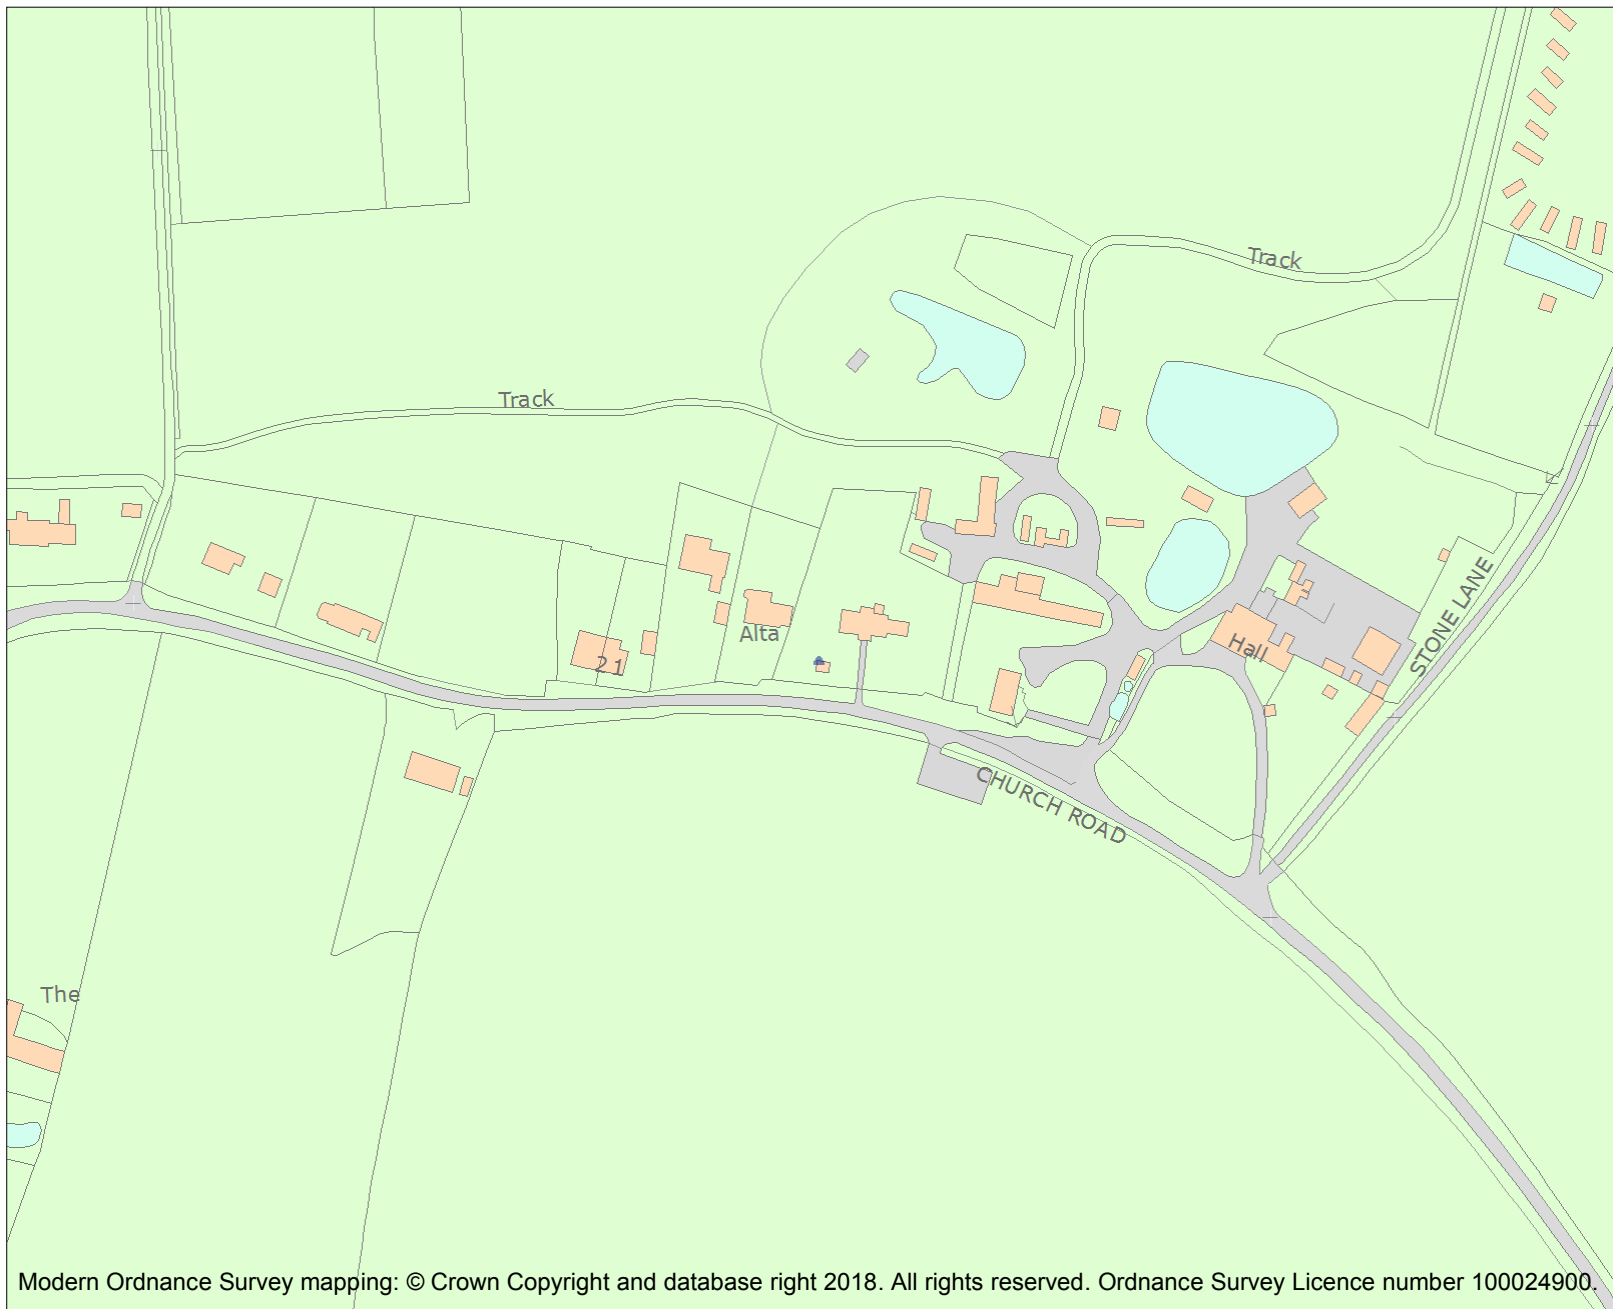 Track
Track
Hall
STONE LANE
Alta
21
CHURCH ROAD
The
Modern Ordnance Survey mapping: © Crown Copyright and database right 2018. All rights reserved. Ordnance Survey Licence number 100024900.